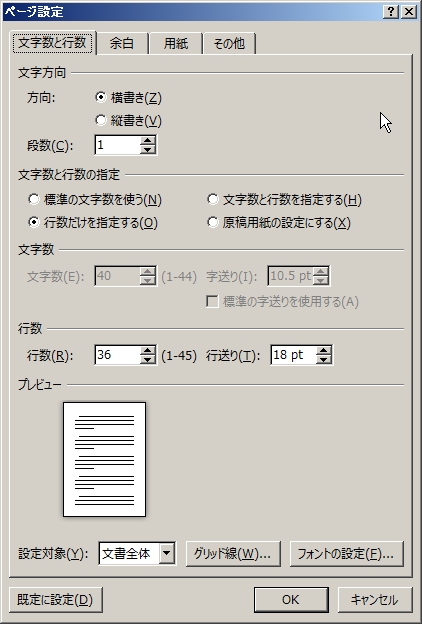 ページ設定
文字数と行数 余白 用紙 その他
文字方向
方向: 横書き(Z)
縦書き(V)
段数(C): 1
文字数と行数の指定
標準の文字数を使う(N) 文字数と行数を指定する(H)
行数だけを指定する(O) 原稿用紙の設定にする(X)
文字数
文字数(E): 40 (1-44) 字送り(I): 10.5 pt
標準の字送りを使用する(A)
行数
行数(R): 36 (1-45) 行送り(T): 18 pt
プレビュー
設定対象(Y): 文書全体 グリッド線(W)... フォントの設定(F)...
既定に設定(D) OK キャンセル